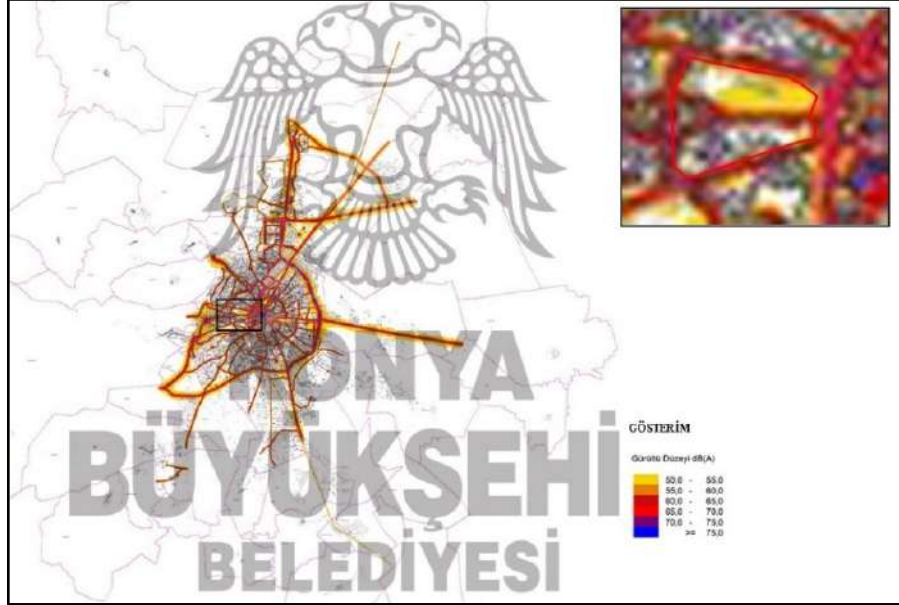 KONYA
BÜYÜKŞEHİ
BELEDİYESİ
GÖSTERİM
Gürültü Düzeyi dB(A)
50,0 - 55,0
55,0 - 60,0
60,0 - 65,0
65,0 - 70,0
70,0 - 75,0
>= 75,0